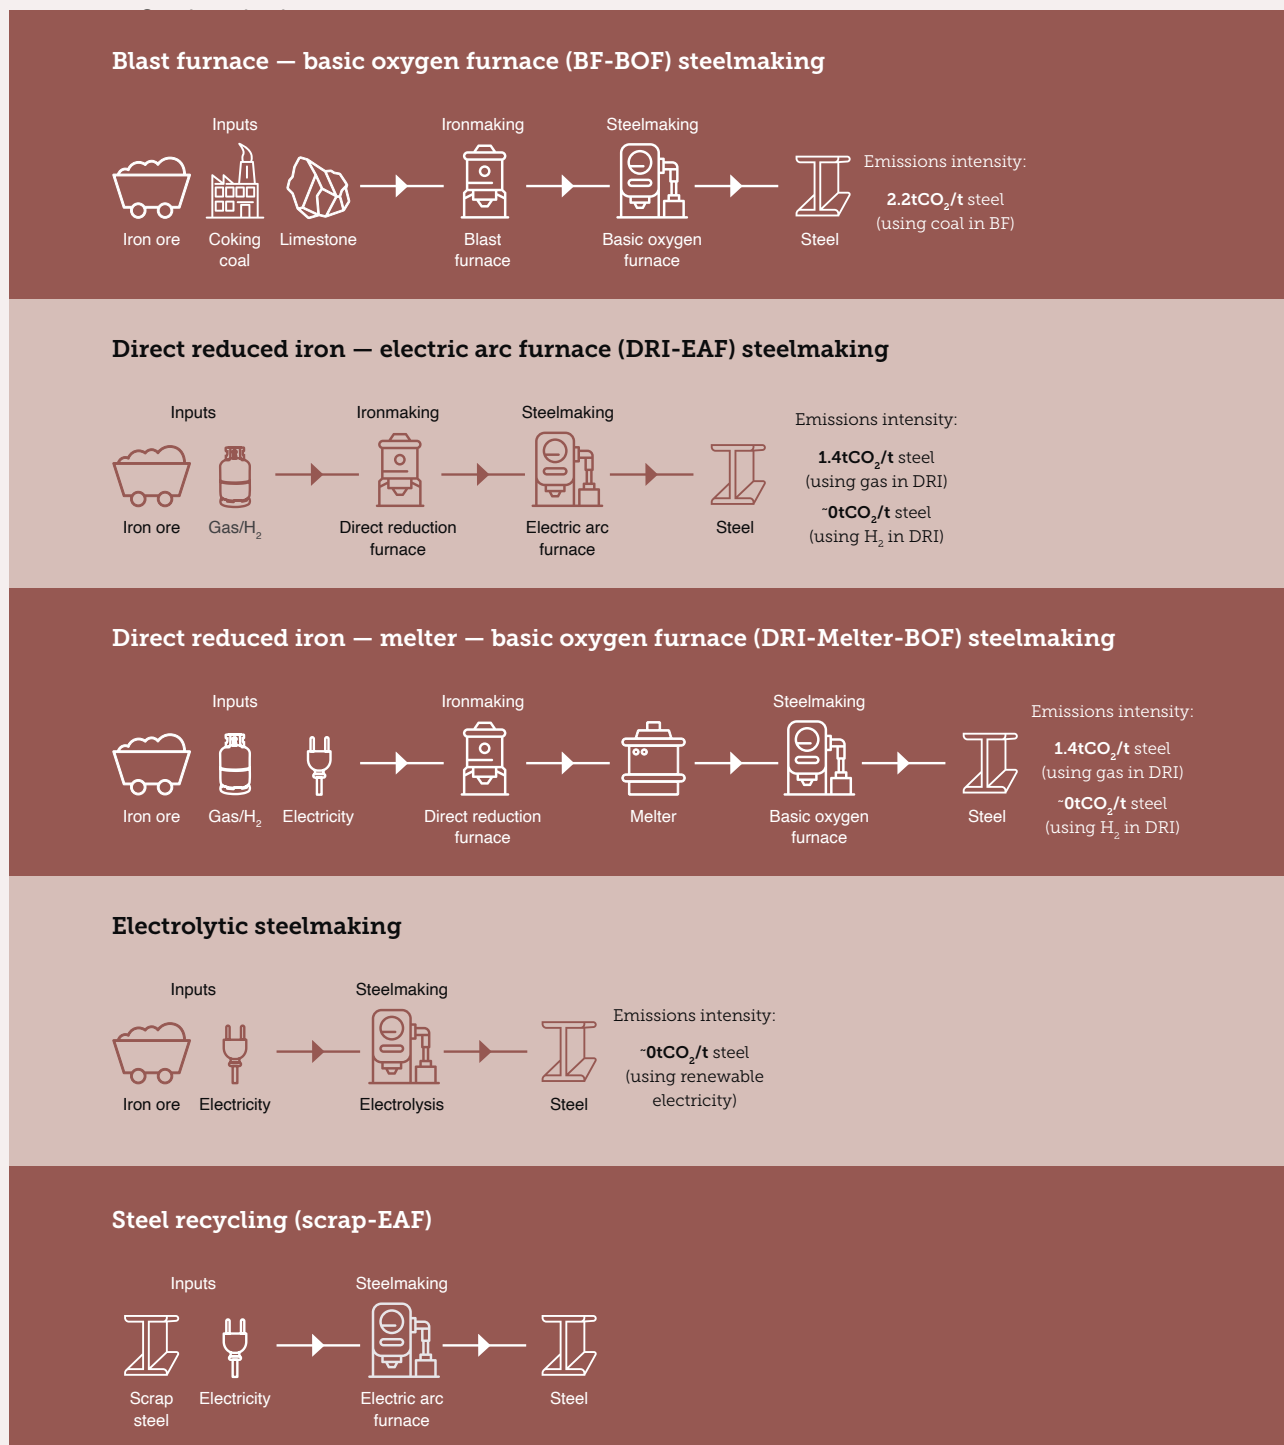 Blast furnace — basic oxygen furnace (BF-BOF) steelmaking
Inputs
Ironmaking
Steelmaking
Iron ore
Coking
coal
Limestone
Blast
furnace
Basic oxygen
furnace
Steel
Emissions intensity:
2.2tCO₂/t steel
(using coal in BF)
Direct reduced iron — electric arc furnace (DRI-EAF) steelmaking
Inputs
Ironmaking
Steelmaking
Iron ore
Gas/H₂
Direct reduction
furnace
Electric arc
furnace
Steel
Emissions intensity:
1.4tCO₂/t steel
(using gas in DRI)
~0tCO₂/t steel
(using H₂ in DRI)
Direct reduced iron — melter — basic oxygen furnace (DRI-Melter-BOF) steelmaking
Inputs
Ironmaking
Steelmaking
Iron ore
Gas/H₂
Electricity
Direct reduction
furnace
Melter
Basic oxygen
furnace
Steel
Emissions intensity:
1.4tCO₂/t steel
(using gas in DRI)
~0tCO₂/t steel
(using H₂ in DRI)
Electrolytic steelmaking
Inputs
Steelmaking
Iron ore
Electricity
Electrolysis
Steel
Emissions intensity:
~0tCO₂/t steel
(using renewable
electricity)
Steel recycling (scrap-EAF)
Inputs
Steelmaking
Scrap
steel
Electricity
Electric arc
furnace
Steel